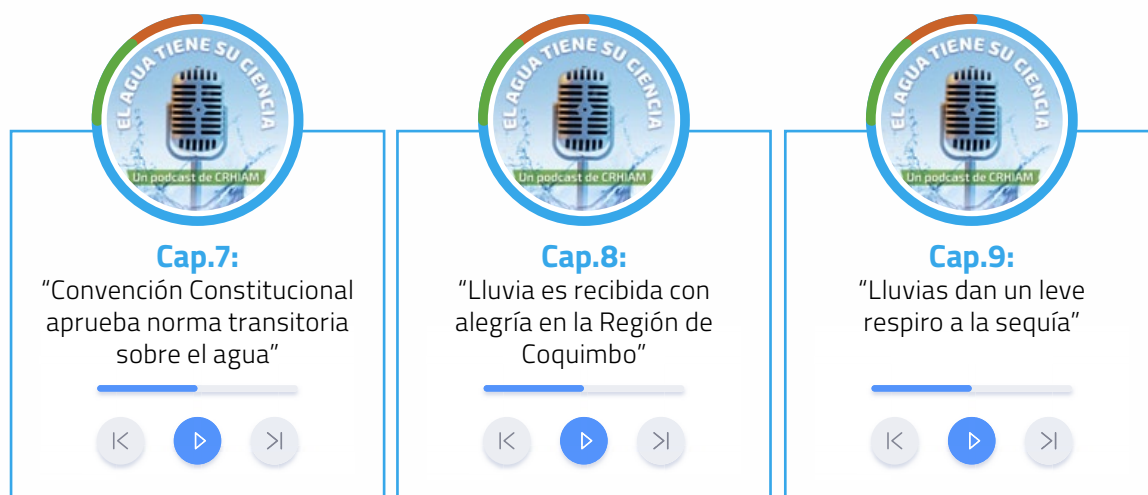 EL AGUA TIENE SU CIENCIA
Un podcast de CRHIAM
Cap.7:
“Convención Constitucional
aprueba norma transitoria
sobre el agua”
EL AGUA TIENE SU CIENCIA
Un podcast de CRHIAM
Cap.8:
“Lluvia es recibida con
alegría en la Región de
Coquimbo”
EL AGUA TIENE SU CIENCIA
Un podcast de CRHIAM
Cap.9:
“Lluvias dan un leve
respiro a la sequía”